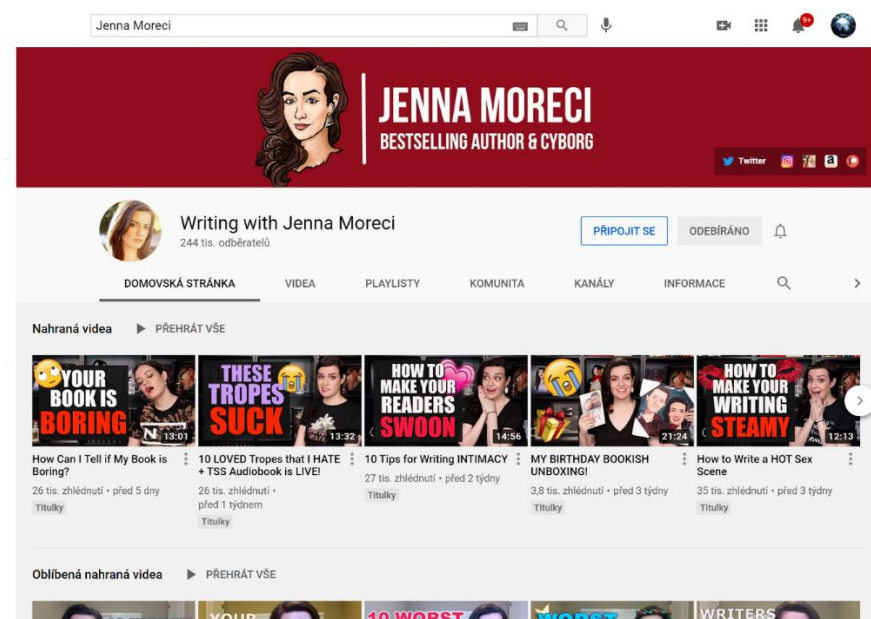 Jenna Moreci
9+
JENNA MORECI
BESTSELLING AUTHOR & CYBORG
Twitter
Writing with Jenna Moreci
244 tis. odběratelů
PŘIPOJIT SE
ODEBÍRÁNO
DOMOVSKÁ STRÁNKA VIDEA PLAYLISTY KOMUNITA KANÁLY INFORMACE
Nahraná videa PŘEHRÁT VŠE
YOUR
BOOK IS
BORING
N
13:01
THESE
TROPES
SUCK
13:32
HOW TO
MAKE YOUR
READERS
SWOON
14:56
21:24
HOW TO
MAKE YOUR
WRITING
STEAMY
12:13
How Can I Tell if My Book is
Boring?
26 tis. zhlédnutí • před 5 dny
Titulky
10 LOVED Tropes that I HATE
+ TSS Audiobook is LIVE!
26 tis. zhlédnutí •
před 1 týdnem
Titulky
10 Tips for Writing INTIMACY
27 tis. zhlédnutí • před 2 týdny
Titulky
MY BIRTHDAY BOOKISH
UNBOXING!
3,8 tis. zhlédnutí • před 3 týdny
Titulky
How to Write a HOT Sex
Scene
35 tis. zhlédnutí • před 3 týdny
Titulky
Oblíbená nahraná videa PŘEHRÁT VŠE
YOUR
10 WORST
WORST
WRITERS